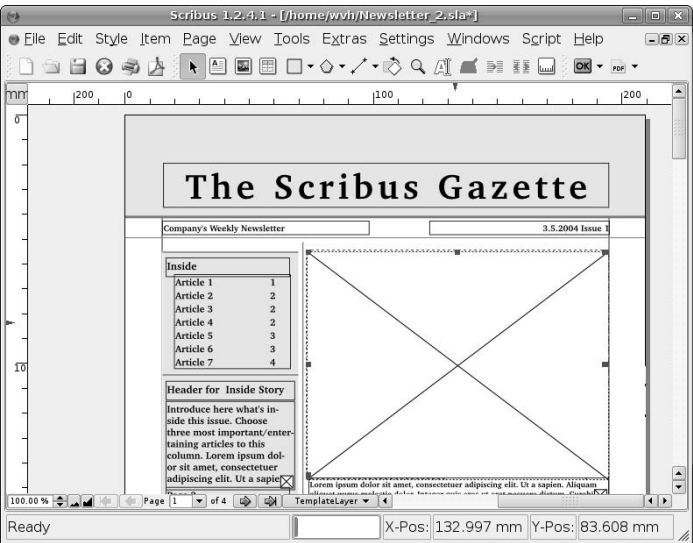 Scribus 1.2.4.1 - [/home/wvh/Newsletter_2.sla*]
File Edit Style Item Page View Tools Extras Settings Windows Script Help
OK PDF
mm 200 0 100 200
0
The Scribus Gazette
Company's Weekly Newsletter 3.5.2004 Issue 1
Inside
Article 1 1
Article 2 2
Article 3 2
Article 4 2
Article 5 3
Article 6 3
Article 7 4
10
Header for Inside Story
Introduce here what's in-
side this issue. Choose
three most important/enter-
taining articles to this
column. Lorem ipsum dol-
or sit amet, consectetuer
adipiscing elit. Ut a sapie
Lorem ipsum dolor sit amet, consectetuer adipiscing elit. Ut a sapien. Aliquam
100.00 % Page 1 of 4 TemplateLayer
Ready X-Pos: 132.997 mm Y-Pos: 83.608 mm